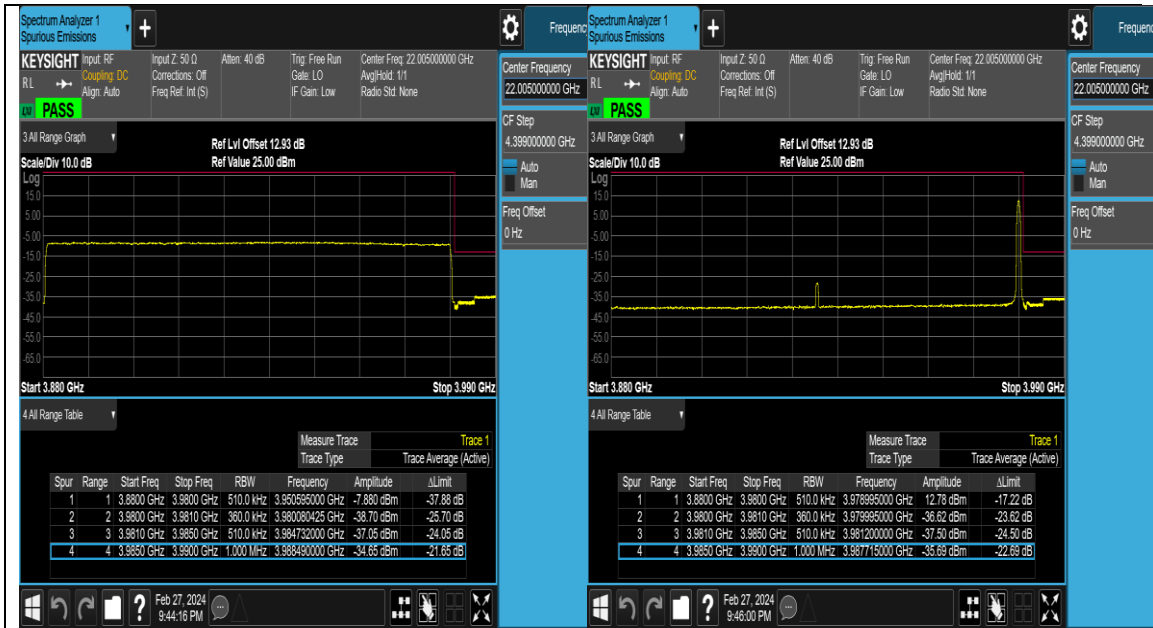 Spectrum Analyzer 1
Spurious Emissions
+
Frequenc
KEYSIGHT
RL
Input: RF
Coupling: DC
Align: Auto
Input Z: 50 Ω
Corrections: Off
Freq Ref: Int (S)
Atten: 40 dB
Trig: Free Run
Gate: LO
IF Gain: Low
Center Freq: 22.005000000 GHz
Avg|Hold: 1/1
Radio Std: None
PASS
Center Frequency
22.005000000 GHz
CF Step
4.399000000 GHz
Auto
Man
Freq Offset
0 Hz
3 All Range Graph
Ref Lvl Offset 12.93 dB
Scale/Div 10.0 dB
Ref Value 25.00 dBm
Log
15.0
5.00
-5.00
-15.0
-25.0
-35.0
-45.0
-55.0
-65.0
Start 3.880 GHz
Stop 3.990 GHz
4 All Range Table
Measure Trace Trace 1
Trace Type Trace Average (Active)
Spur Range Start Freq Stop Freq RBW Frequency Amplitude ΔLimit
1 1 3.8800 GHz 3.9800 GHz 510.0 kHz 3.950595000 GHz -7.880 dBm -37.88 dB
2 2 3.9800 GHz 3.9810 GHz 360.0 kHz 3.980080425 GHz -38.70 dBm -25.70 dB
3 3 3.9810 GHz 3.9850 GHz 510.0 kHz 3.984732000 GHz -37.05 dBm -24.05 dB
4 4 3.9850 GHz 3.9900 GHz 1.000 MHz 3.988490000 GHz -34.65 dBm -21.65 dB
?
Feb 27, 2024
9:44:16 PM
Spectrum Analyzer 1
Spurious Emissions
+
Frequenc
KEYSIGHT
RL
Input: RF
Coupling: DC
Align: Auto
Input Z: 50 Ω
Corrections: Off
Freq Ref: Int (S)
Atten: 40 dB
Trig: Free Run
Gate: LO
IF Gain: Low
Center Freq: 22.005000000 GHz
Avg|Hold: 1/1
Radio Std: None
PASS
Center Frequency
22.005000000 GHz
CF Step
4.399000000 GHz
Auto
Man
Freq Offset
0 Hz
3 All Range Graph
Ref Lvl Offset 12.93 dB
Scale/Div 10.0 dB
Ref Value 25.00 dBm
Log
15.0
5.00
-5.00
-15.0
-25.0
-35.0
-45.0
-55.0
-65.0
Start 3.880 GHz
Stop 3.990 GHz
4 All Range Table
Measure Trace Trace 1
Trace Type Trace Average (Active)
Spur Range Start Freq Stop Freq RBW Frequency Amplitude ΔLimit
1 1 3.8800 GHz 3.9800 GHz 510.0 kHz 3.978995000 GHz 12.78 dBm -17.22 dB
2 2 3.9800 GHz 3.9810 GHz 360.0 kHz 3.979995000 GHz -36.62 dBm -23.62 dB
3 3 3.9810 GHz 3.9850 GHz 510.0 kHz 3.981200000 GHz -37.50 dBm -24.50 dB
4 4 3.9850 GHz 3.9900 GHz 1.000 MHz 3.987715000 GHz -35.69 dBm -22.69 dB
?
Feb 27, 2024
9:46:00 PM